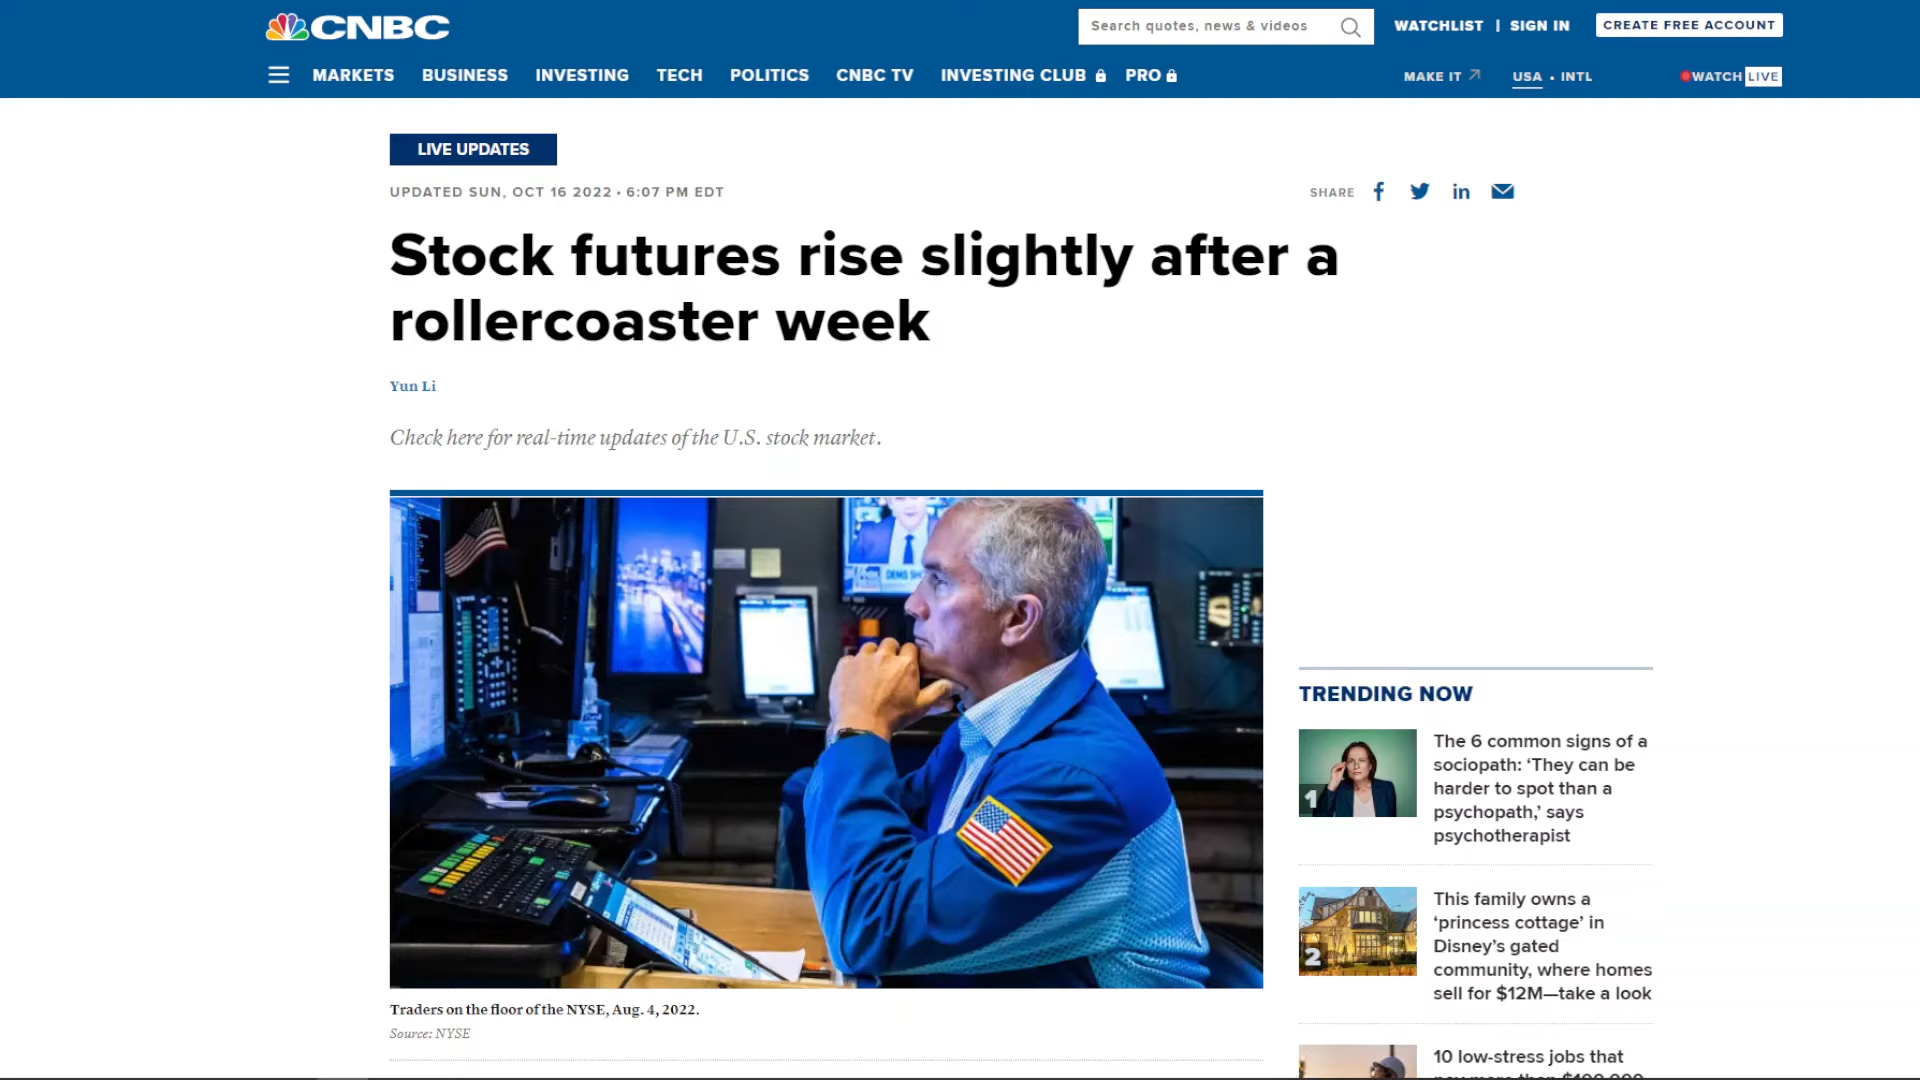 CNBC
Search quotes, news & videos
WATCHLIST | SIGN IN
CREATE FREE ACCOUNT
MARKETS BUSINESS INVESTING TECH POLITICS CNBC TV INVESTING CLUB PRO
MAKE IT USA • INTL
WATCH LIVE
LIVE UPDATES
UPDATED SUN, OCT 16 2022 • 6:07 PM EDT
SHARE
Stock futures rise slightly after a
rollercoaster week
Yun Li
Check here for real-time updates of the U.S. stock market.
Traders on the floor of the NYSE, Aug. 4, 2022.
Source: NYSE
TRENDING NOW
1
The 6 common signs of a
sociopath: ‘They can be
harder to spot than a
psychopath,’ says
psychotherapist
2
This family owns a
‘princess cottage’ in
Disney’s gated
community, where homes
sell for $12M—take a look
10 low-stress jobs that